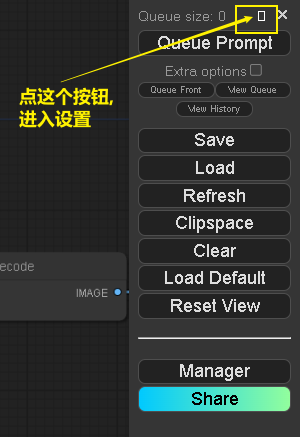 Queue size: 0
Queue Prompt
点这个按钮,
进入设置
Extra options
Queue Front
View Queue
View History
Save
Load
Refresh
Clipspace
Clear
Load Default
Reset View
ecode
IMAGE
Manager
Share